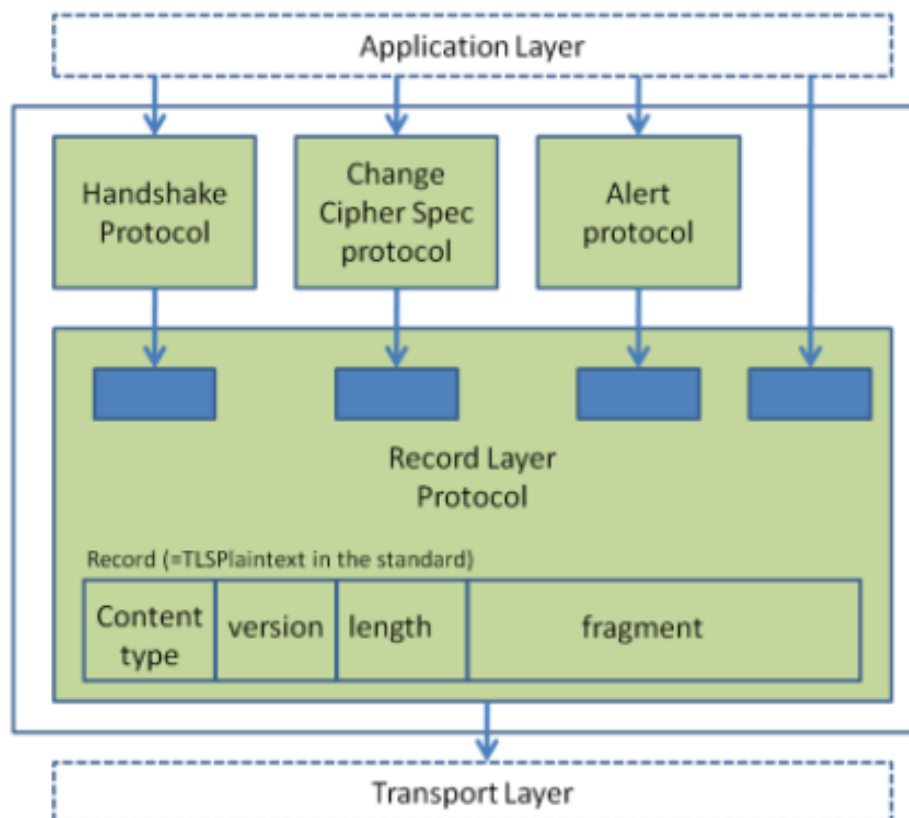 Application Layer
Handshake
Protocol
Change
Cipher Spec
protocol
Alert
protocol
Record Layer
Protocol
Record (=TLSPlaintext in the standard)
Content
type
version
length
fragment
Transport Layer